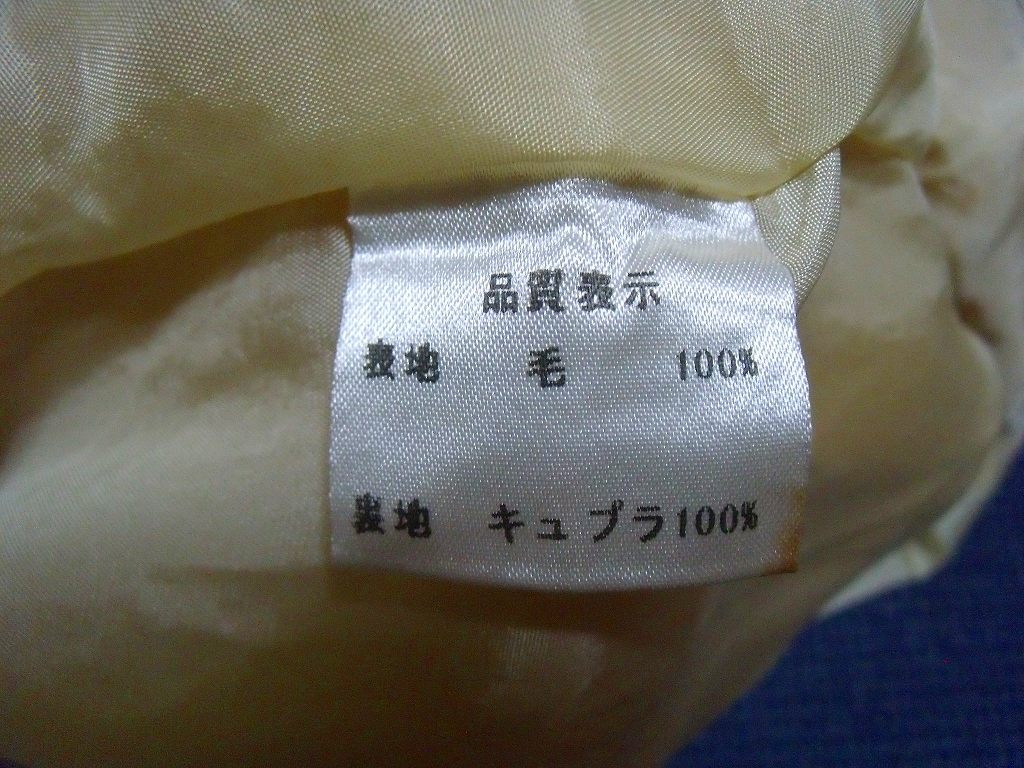 品質表示
表地 毛 100%
裏地 キュプラ100%